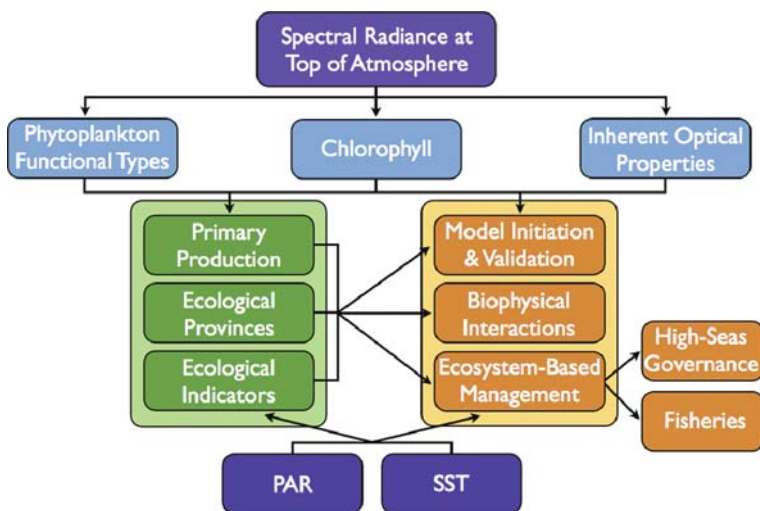 Spectral Radiance at
Top of Atmosphere
Phytoplankton
Functional Types
Chlorophyll
Inherent Optical
Properties
Primary
Production
Ecological
Provinces
Ecological
Indicators
Model Initiation
& Validation
Biophysical
Interactions
Ecosystem-Based
Management
High-Seas
Governance
Fisheries
PAR
SST